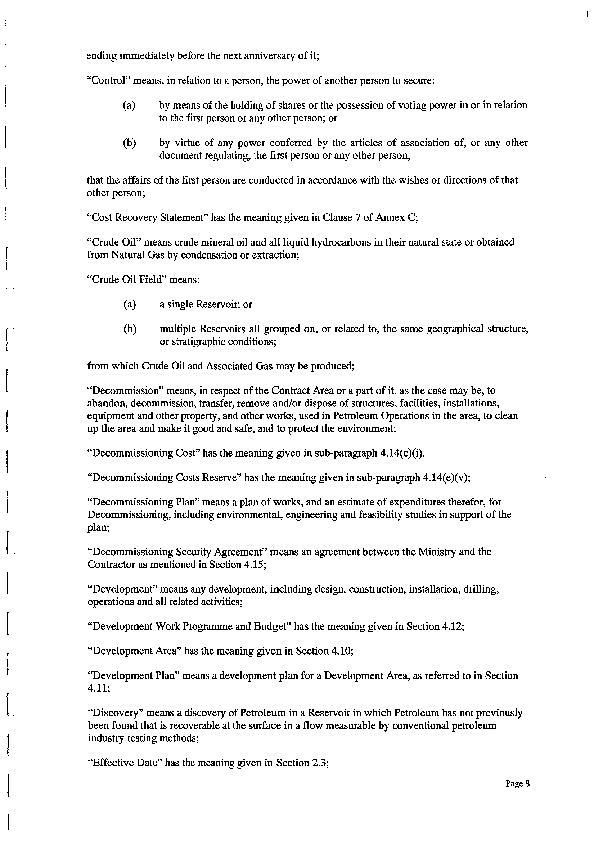 ending immediately before the next anniversary of it;
“Control” means, in relation to a person, the power of another person to secure:
(a) by means of the holding of shares or the possession of voting power in or in relation
to the first person or any other person; or
(b) by virtue of any power conferred by the articles of association of, or any other
document regulating, the first person or any other person,
that the affairs of the first person are conducted in accordance with the wishes or directions of that
other person;
“Cost Recovery Statement” has the meaning given in Clause 7 of Annex C;
“Crude Oil” means crude mineral oil and all liquid hydrocarbons in their natural state or obtained
from Natural Gas by condensation or extraction;
“Crude Oil Field” means:
(a) a single Reservoir; or
(b) multiple Reservoirs all grouped on, or related to, the same geographical structure,
or stratigraphic conditions;
from which Crude Oil and Associated Gas may be produced;
“Decommission” means, in respect of the Contract Area or a part of it, as the case may be, to
abandon, decommission, transfer, remove and/or dispose of structures, facilities, installations,
equipment and other property, and other works, used in Petroleum Operations in the area, to clean
up the area and make it good and safe, and to protect the environment;
“Decommissioning Cost” has the meaning given in sub-paragraph 4.14(c)(i).
“Decommissioning Costs Reserve” has the meaning given in sub-paragraph 4.14(e)(v);
“Decommissioning Plan” means a plan of works, and an estimate of expenditures therefor, for
Decommissioning, including environmental, engineering and feasibility studies in support of the
plan;
“Decommissioning Security Agreement” means an agreement between the Ministry and the
Contractor as mentioned in Section 4.15;
“Development” means any development, including design, construction, installation, drilling,
operations and all related activities;
“Development Work Programme and Budget” has the meaning given in Section 4.12;
“Development Area” has the meaning given in Section 4.10;
“Development Plan” means a development plan for a Development Area, as referred to in Section
4.11;
“Discovery” means a discovery of Petroleum in a Reservoir in which Petroleum has not previously
been found that is recoverable at the surface in a flow measurable by conventional petroleum
industry testing methods;
“Effective Date” has the meaning given in Section 2.3;
Page 8